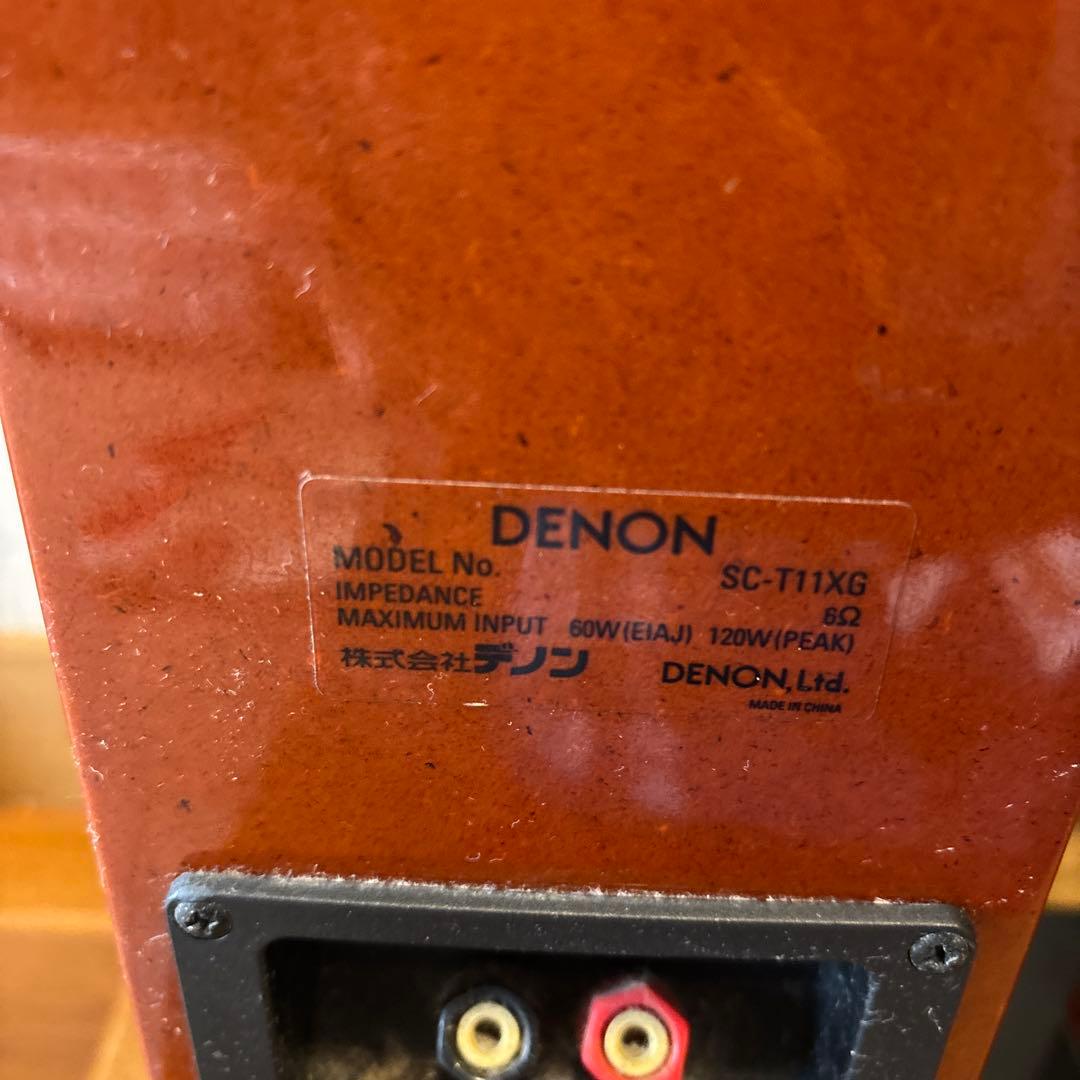 DENON
MODEL No. SC-T11XG
IMPEDANCE 6Ω
MAXIMUM INPUT 60W(EIAJ) 120W(PEAK)
株式会社デノン DENON, Ltd.
MADE IN CHINA